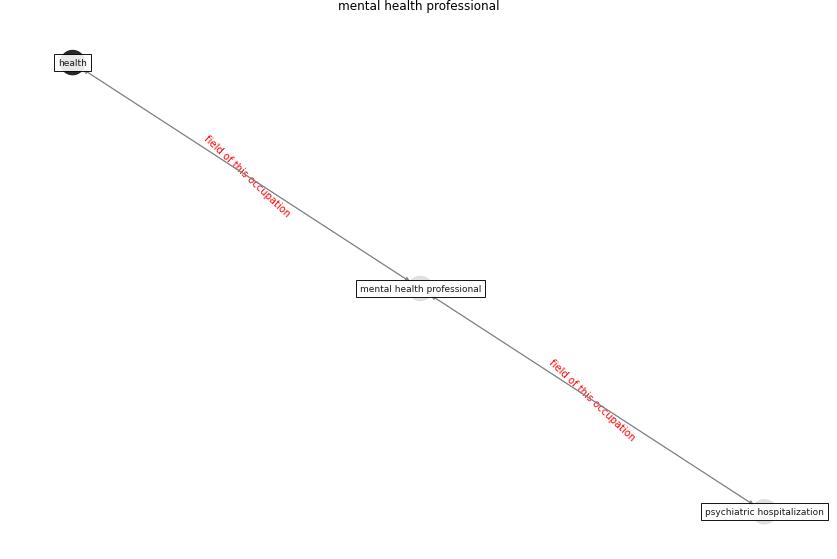 mental health professional
health
field of this occupation
mental health professional
field of this occupation
psychiatric hospitalization